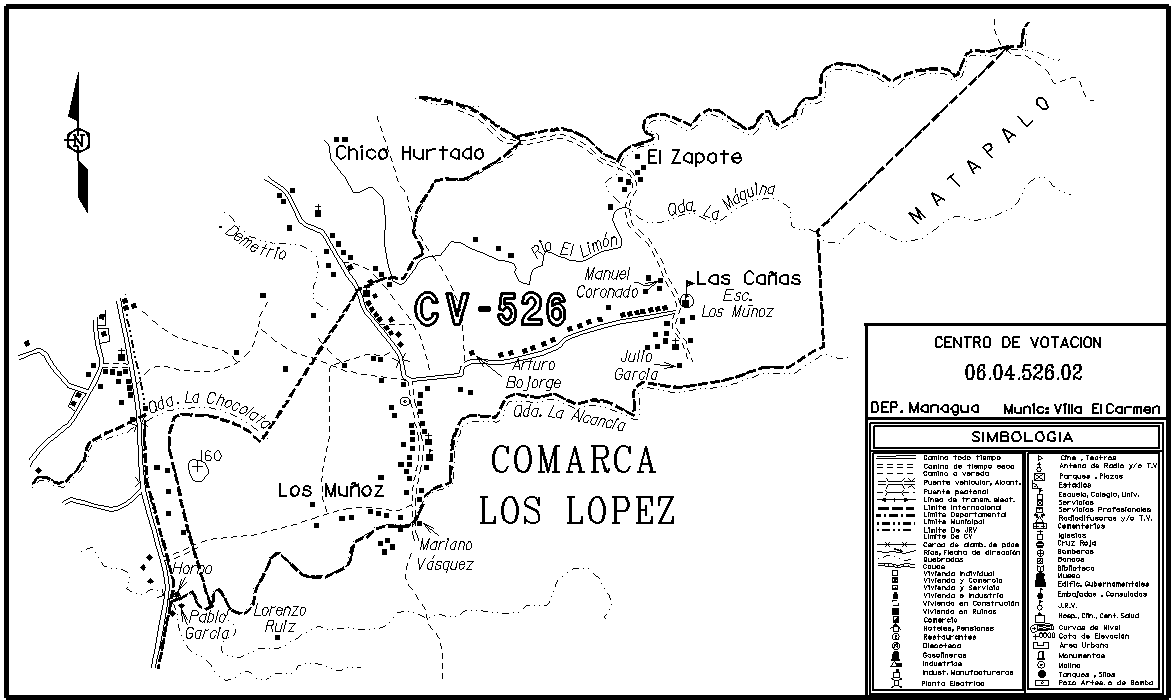 N
Chico Hurtado
El Zapote
MATAPALO
Qda. La Máquina
Demetrio
Río El Limón
Manuel
Coronado
Las Cañas
Esc.
Los Muñoz
CV-526
Julio
García
Arturo
Bojorge
Qda. La Chocolata
Qda. La Alcancía
160
COMARCA
LOS LOPEZ
Los Muñoz
Mariano
Vásquez
Horno
Pablo
García
Lorenzo
Ruiz
CENTRO DE VOTACION
06.04.526.02
DEP. Managua Munic: Villa El Carmen
SIMBOLOGIA
Camino todo tiempo
Camino de tiempo seco
Camino o vereda
Puente vehicular, Alcant.
Puente peatonal
Línea de transm. elect.
Límite Internacional
Límite Departamental
Límite Municipal
Límite De JRV
Límite De CV
Cerca de alamb. de púas
Ríos, Flecha de dirección
Quebradas
Cauce
Vivienda Individual
Vivienda y Comercio
Vivienda y Servicio
Vivienda e Industria
Vivienda en Construcción
Vivienda en Ruinas
Comercio
Hoteles, Pensiones
Restaurantes
Discoteca
Gasolineras
Industrias
Indust. Manufactureras
Planta Electrica
Cine, Teatros
Antena de Radio y/o T.V
Parques, Plazas
Estadios
Escuela, Colegio, Univ.
Servicios
Servicios Profesionales
Radiodifusoras y/o T.V.
Cementerios
Iglesias
Cruz Roja
Bomberos
Bancos
Biblioteca
Museo
Edific. Gubernamentales
Embajadas, Consulados
J.R.V.
Hosp., Clin., Cent. Salud
Curvas de Nivel
Cota de Elevación
Area Urbana
Monumentos
Molino
Tanques, Silos
Pozo Artes. o de Bomba